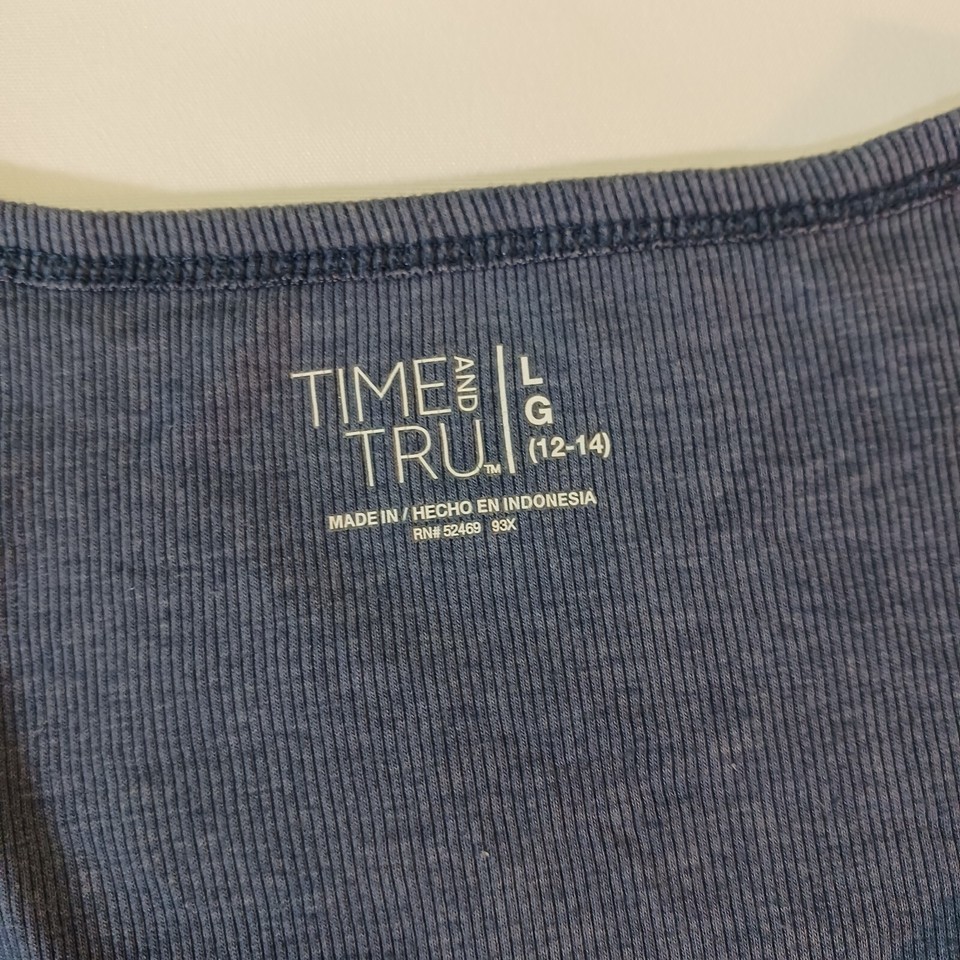 TIME AND
TRU™
L
G
(12-14)
MADE IN / HECHO EN INDONESIA
RN# 52469 93X